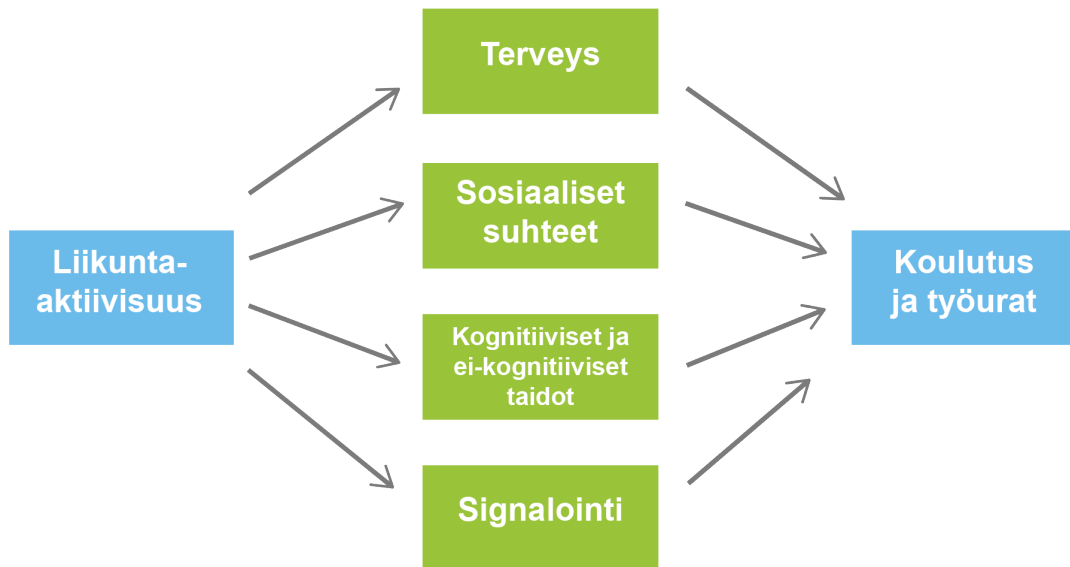 Terveys
Sosiaaliset
suhteet
Liikunta-
aktiivisuus
Kognitiiviset ja
ei-kognitiiviset
taidot
Signalointi
Koulutus
ja työurat